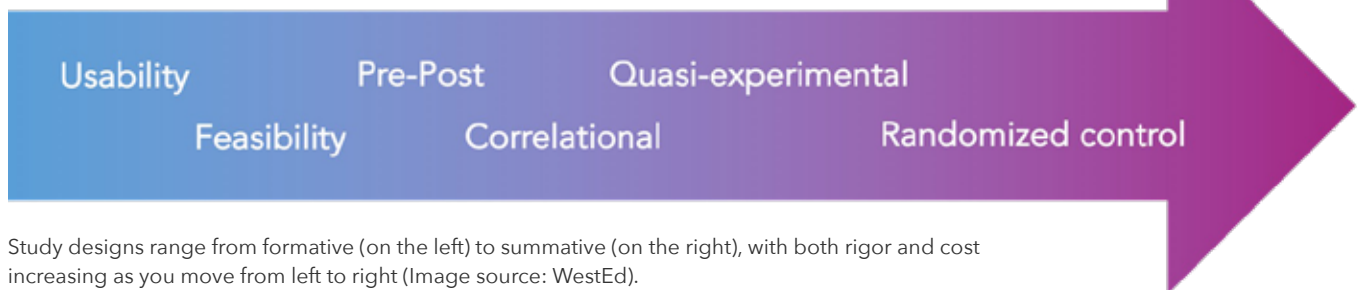 Usability Pre-Post Quasi-experimental
Feasibility Correlational Randomized control
Study designs range from formative (on the left) to summative (on the right), with both rigor and cost
increasing as you move from left to right (Image source: WestEd).